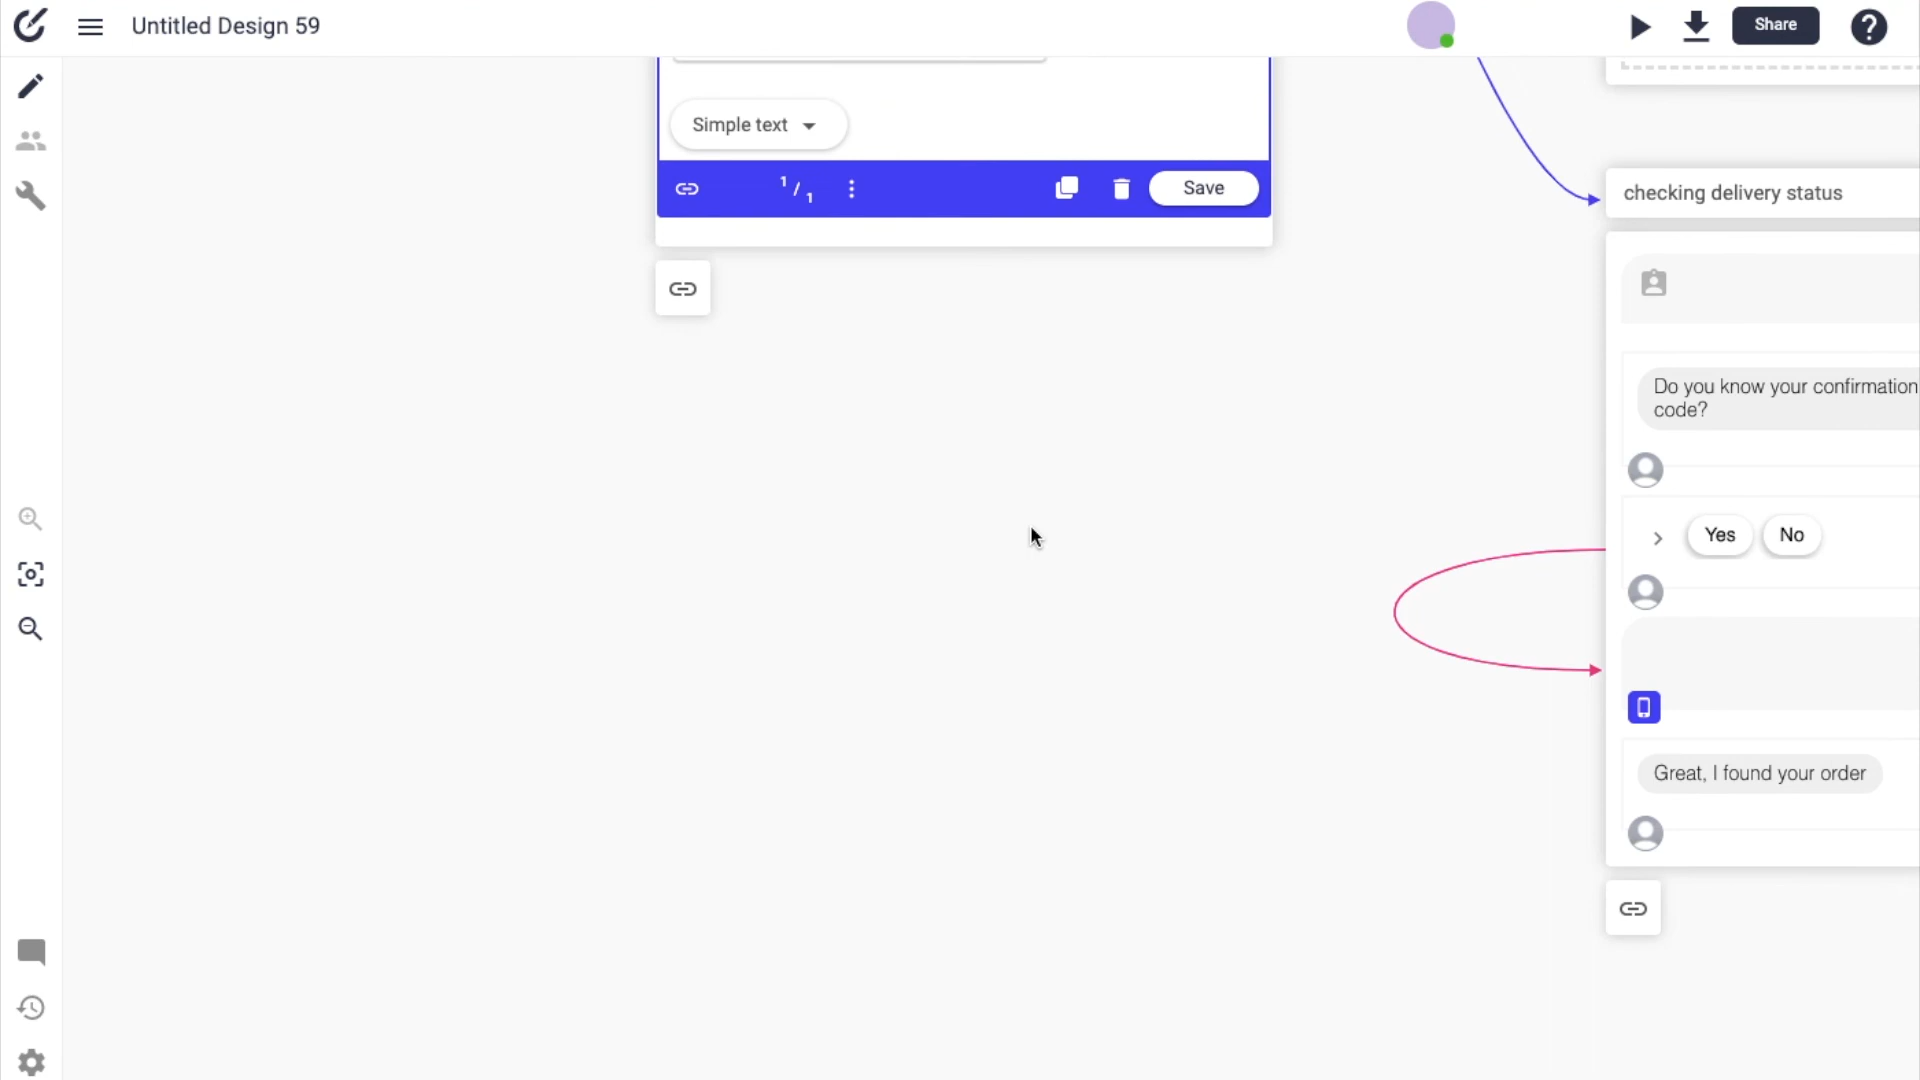 Untitled Design 59
Share
Simple text
1 / 1
Save
checking delivery status
Do you know your confirmation
code?
Yes
No
Great, I found your order